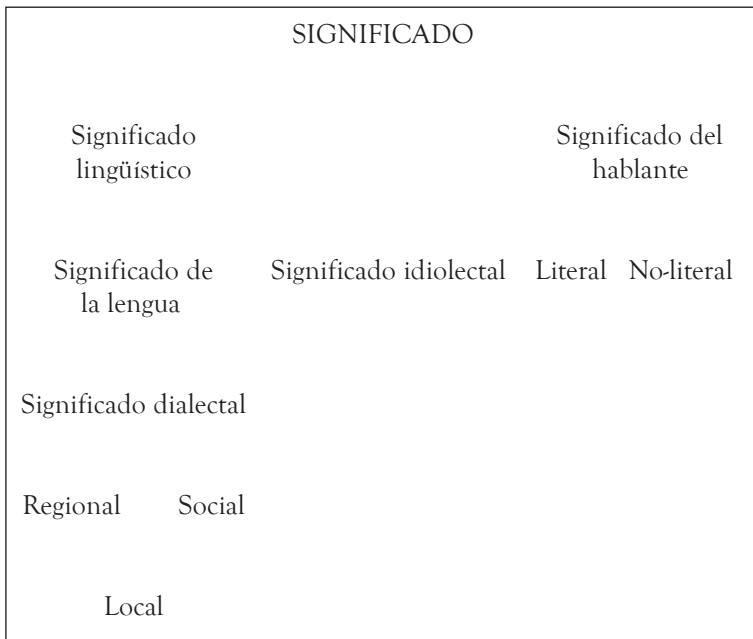 SIGNIFICADO
Significado
lingüístico
Significado del
hablante
Significado de
la lengua
Significado idiolectal
Literal
No-literal
Significado dialectal
Regional
Social
Local